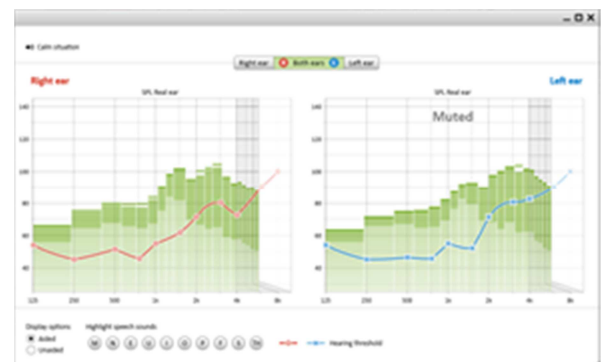 Calm situation
Right ear Both ears Left ear
Right ear
Left ear
SPL Real ear
SPL Real ear
Muted
140
120
100
80
60
40
125 250 500 1k 2k 4k 8k
140
120
100
80
60
40
125 250 500 1k 2k 4k 8k
Display options
Highlight speech sounds
Aided
Unaided
M N E U I O P F S TH
Hearing threshold